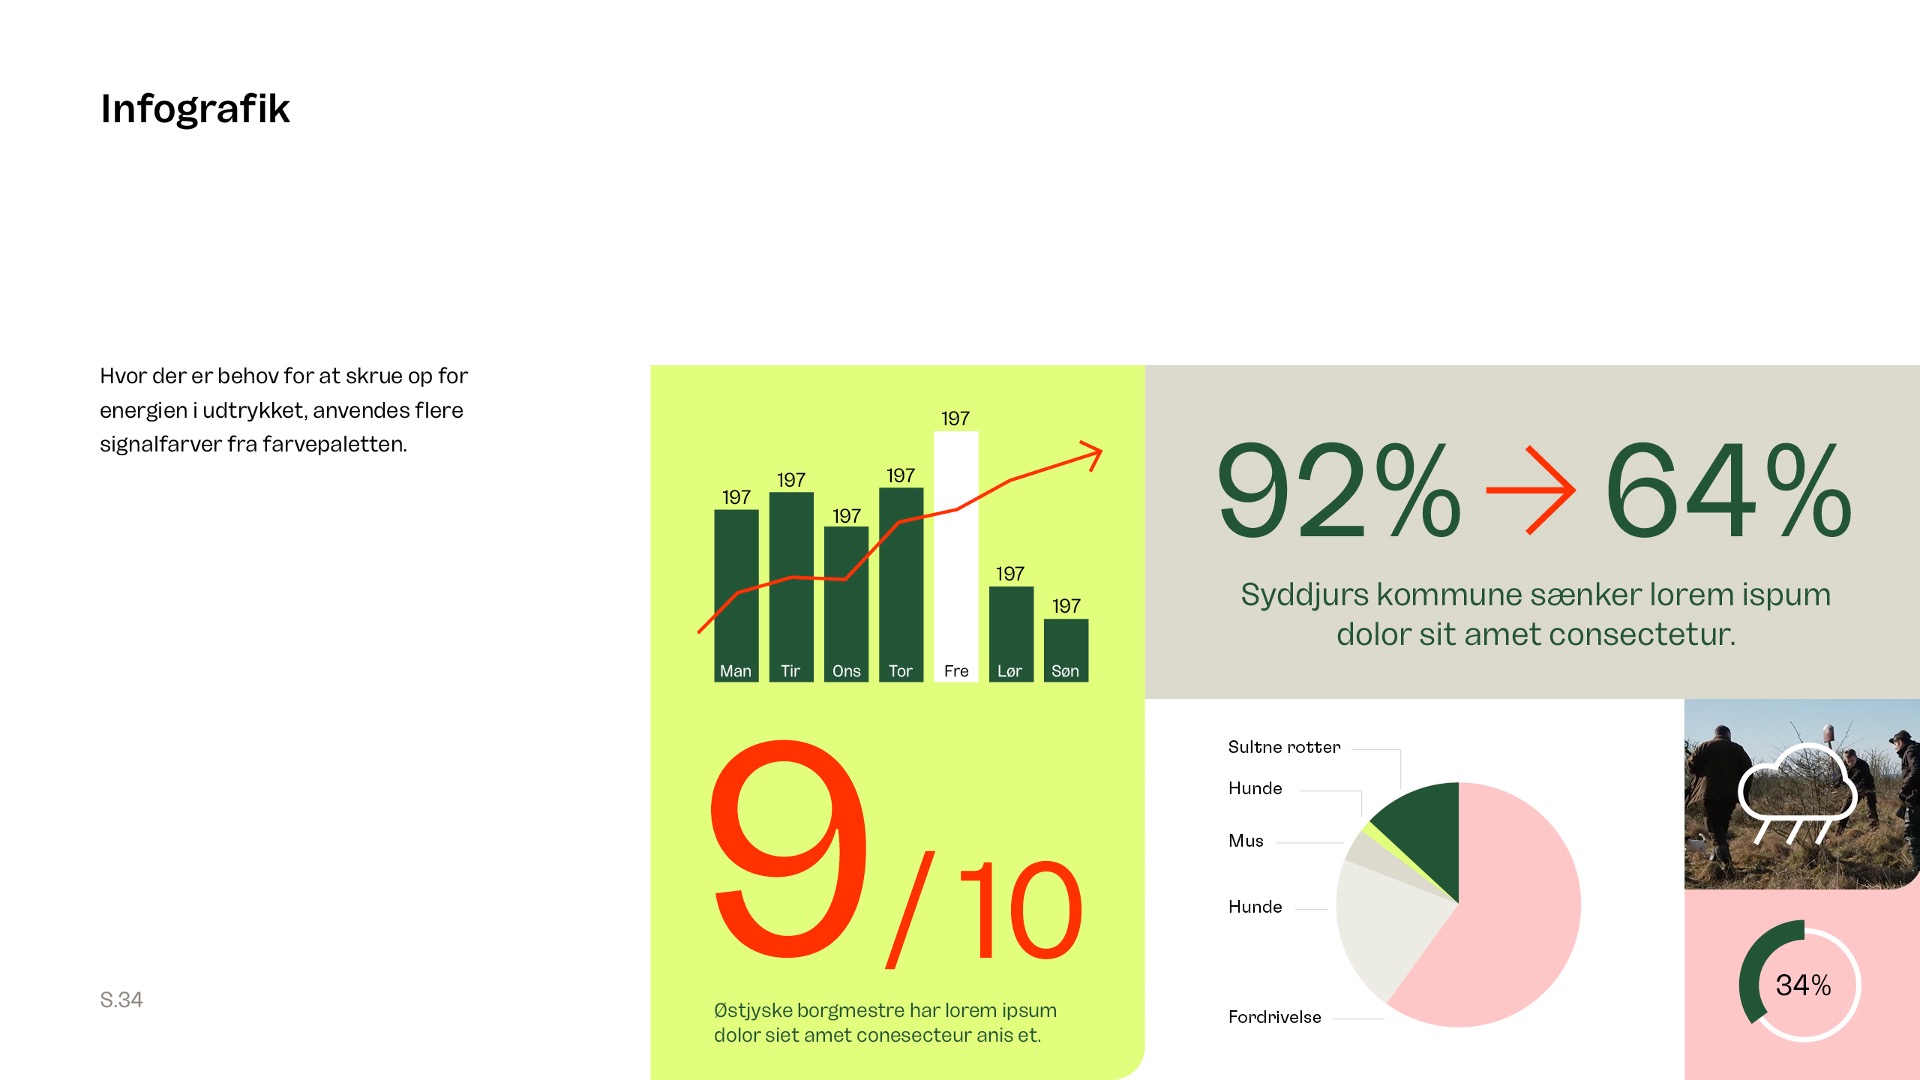 Infografik
Hvor der er behov for at skrue op for
energien i udtrykket, anvendes flere
signalfarver fra farvepaletten.
S.34
197
197
197
197
197
197
197
Man
Tir
Ons
Tor
Fre
Lør
Søn
9/10
Østjyske borgmestre har lorem ipsum
dolor siet amet conesecteur anis et.
92% → 64%
Syddjurs kommune sænker lorem ispum
dolor sit amet consectetur.
Sultne rotter
Hunde
Mus
Hunde
Fordrivelse
34%